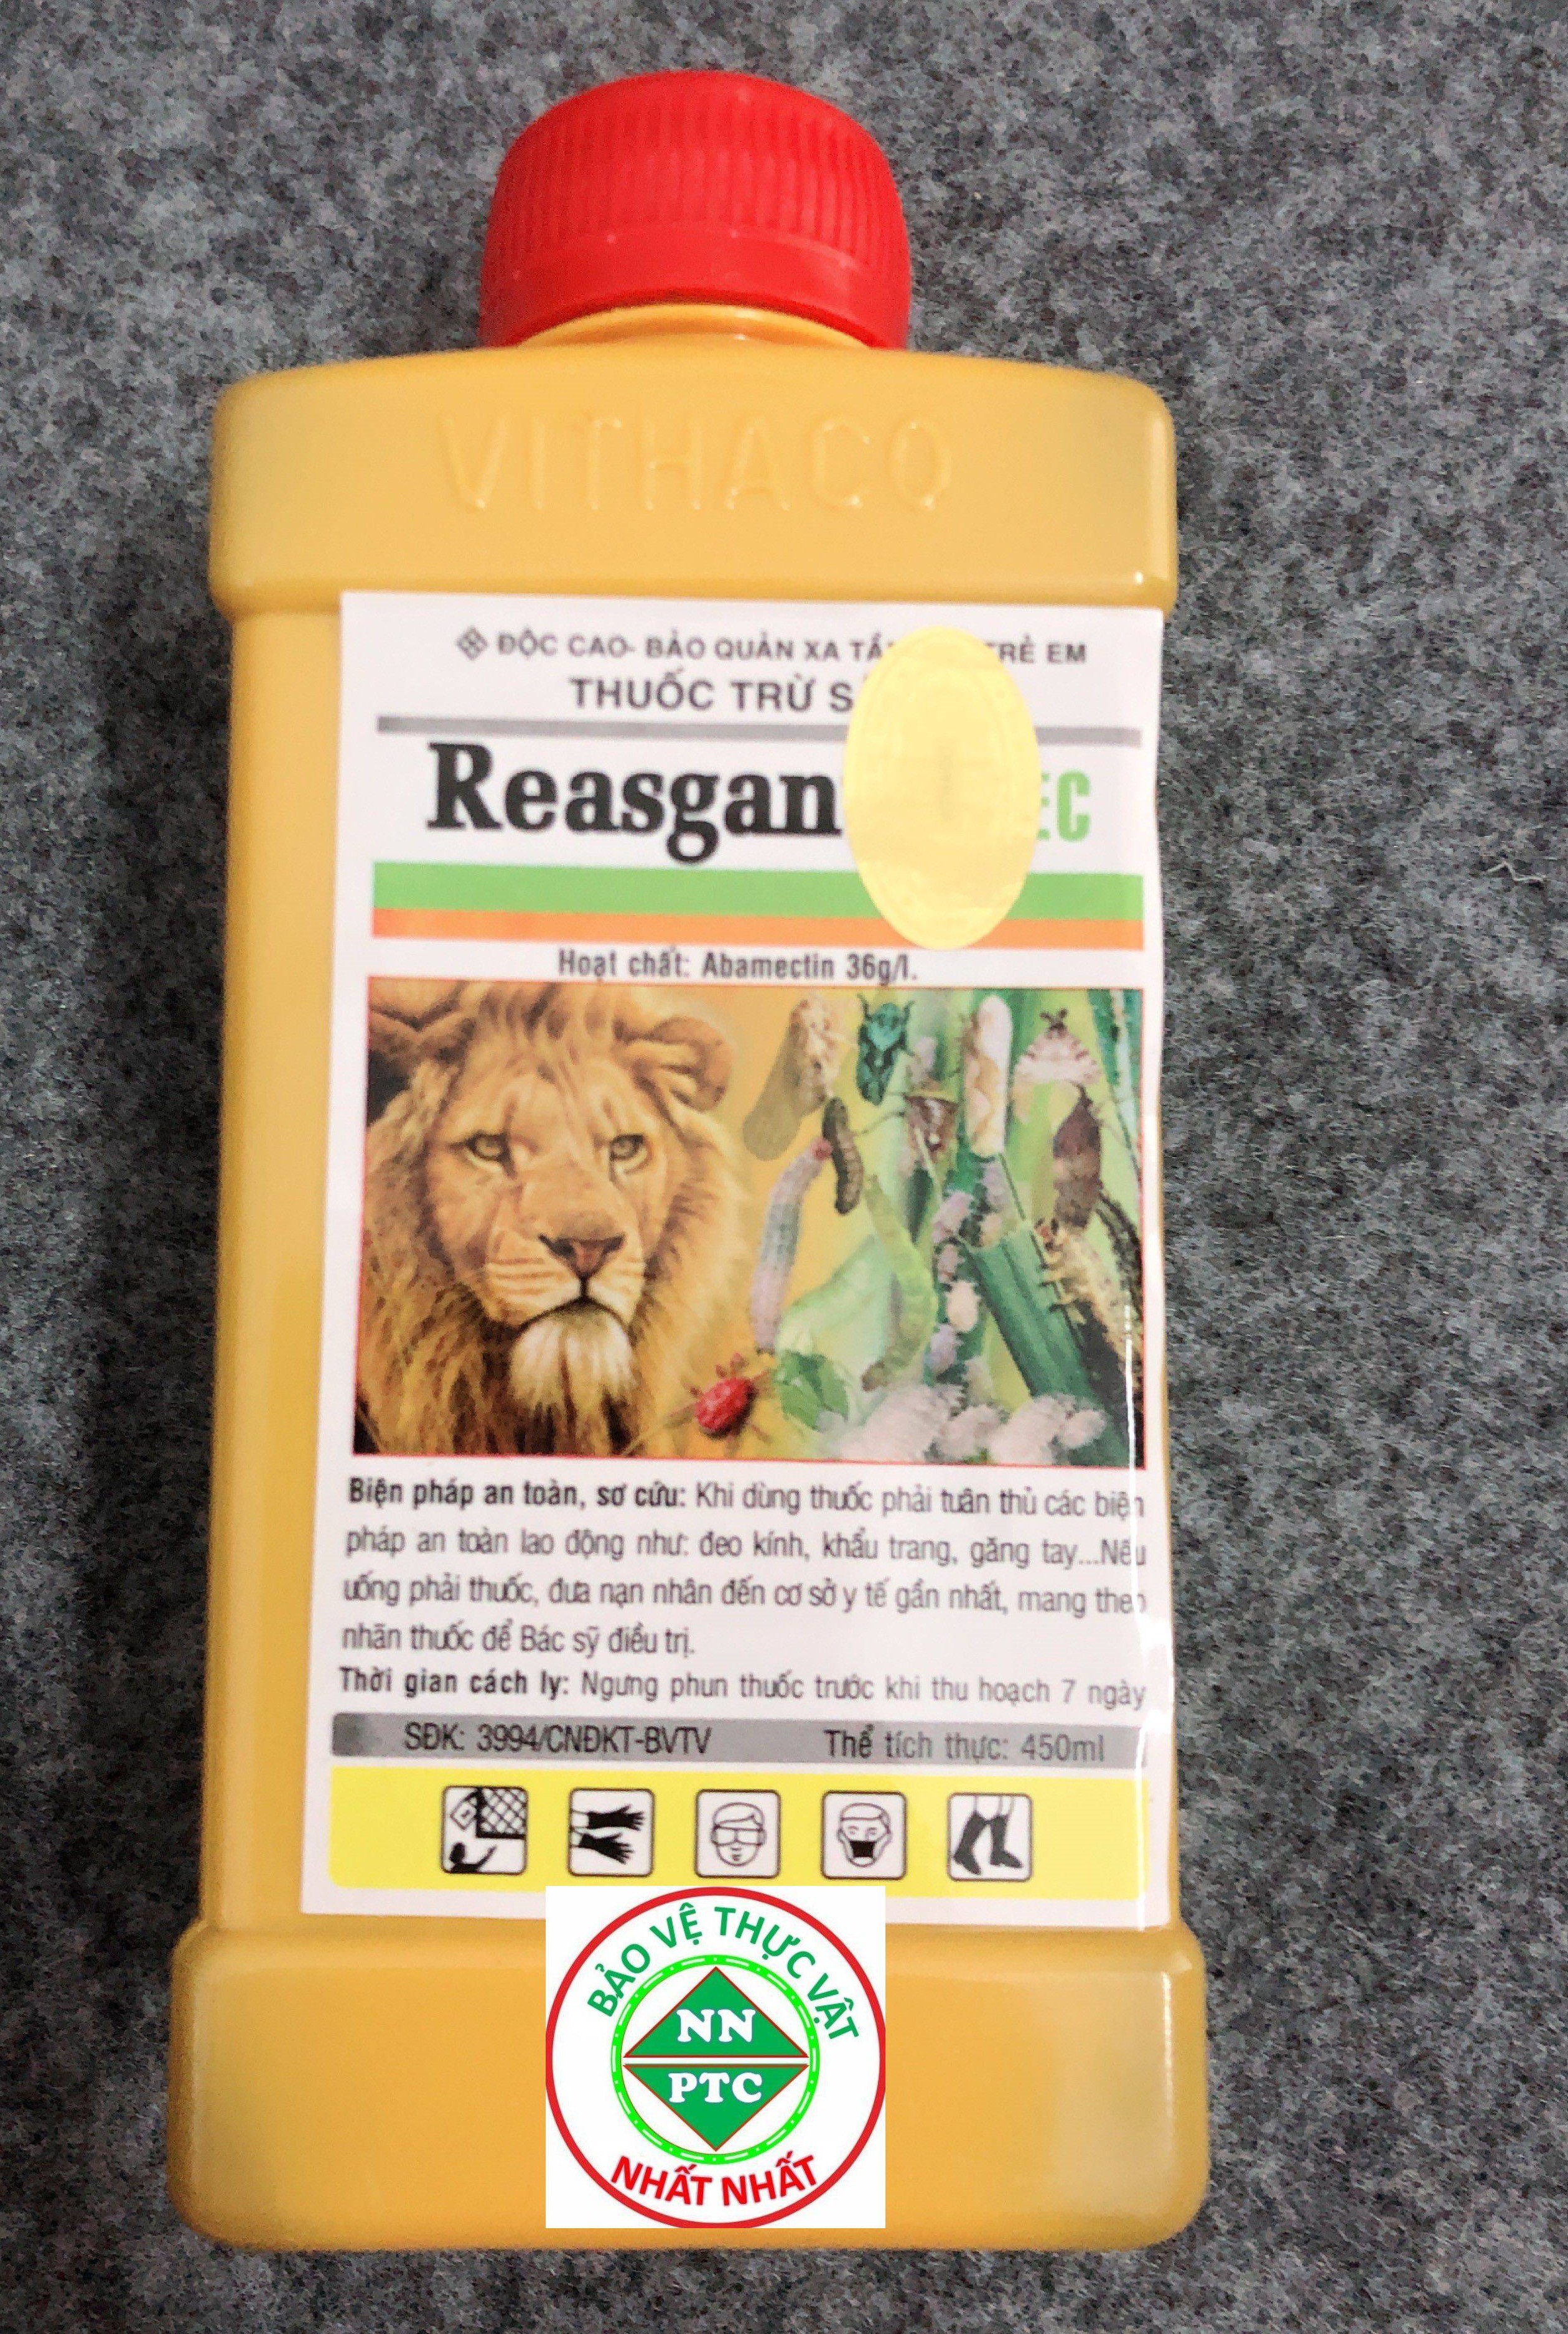 VITHACO
ĐỘC CAO- BẢO QUẢN XA TẦ TRẺ EM
THUỐC TRỪ S
Reasgant EC
Hoạt chất: Abamectin 36g/l.
Biện pháp an toàn, sơ cứu: Khi dùng thuốc phải tuân thủ các biện
pháp an toàn lao động như: đeo kính, khẩu trang, găng tay...Nếu
uống phải thuốc, đưa nạn nhân đến cơ sở y tế gần nhất, mang theo
nhãn thuốc để Bác sỹ điều trị.
Thời gian cách ly: Ngưng phun thuốc trước khi thu hoạch 7 ngày
SĐK: 3994/CNĐKT-BVTV Thể tích thực: 450ml
BẢO VỆ THỰC VẬT
NN
PTC
NHẤT NHẤT